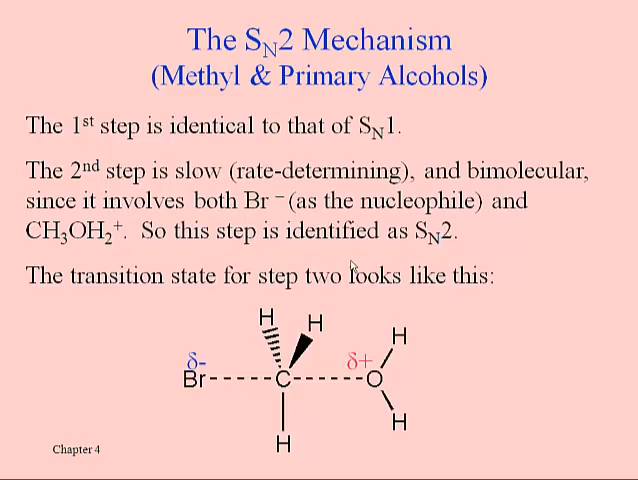 The SN2 Mechanism
(Methyl & Primary Alcohols)
The 1st step is identical to that of SN1.
The 2nd step is slow (rate-determining), and bimolecular,
since it involves both Br – (as the nucleophile) and
CH3OH2+. So this step is identified as SN2.
The transition state for step two looks like this:
H H H
δ- δ+
Br C O
H
H
Chapter 4